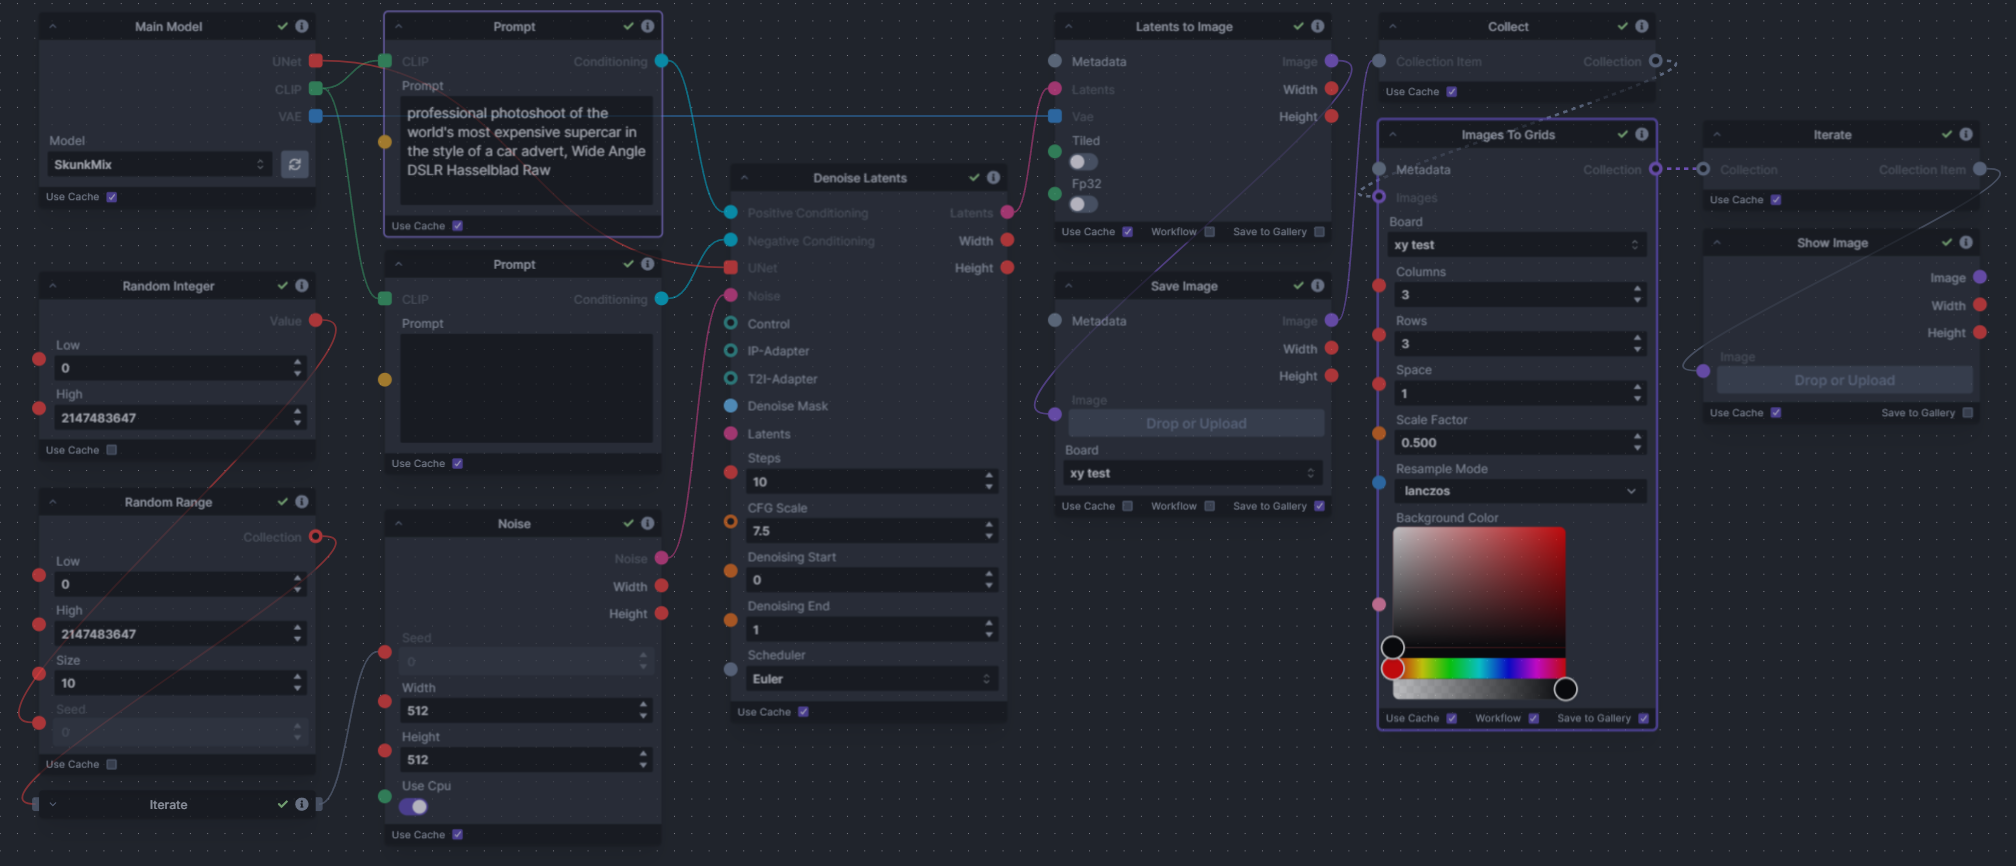 Main Model
UNet
CLIP
VAE
Model
SkunkMix
Use Cache
Random Integer
Value
Low
0
High
2147483647
Use Cache
Random Range
Collection
Low
0
High
2147483647
Size
10
Seed
0
Use Cache
Iterate
Prompt
CLIP
Conditioning
Prompt
professional photoshoot of the
world's most expensive supercar in
the style of a car advert, Wide Angle
DSLR Hasselblad Raw
Use Cache
Prompt
CLIP
Conditioning
Prompt
Use Cache
Noise
Noise
Width
Height
Seed
0
Width
512
Height
512
Use Cpu
Use Cache
Denoise Latents
Positive Conditioning
Latents
Negative Conditioning
Width
UNet
Height
Noise
Control
IP-Adapter
T2I-Adapter
Denoise Mask
Latents
Steps
10
CFG Scale
7.5
Denoising Start
0
Denoising End
1
Scheduler
Euler
Use Cache
Latents to Image
Metadata
Image
Latents
Width
Vae
Height
Tiled
Fp32
Use Cache
Workflow
Save to Gallery
Save Image
Metadata
Image
Width
Height
Image
Drop or Upload
Board
xy test
Use Cache
Workflow
Save to Gallery
Collect
Collection Item
Collection
Use Cache
Images To Grids
Metadata
Collection
Images
Board
xy test
Columns
3
Rows
3
Space
1
Scale Factor
0.500
Resample Mode
lanczos
Background Color
Use Cache
Workflow
Save to Gallery
Iterate
Collection
Collection Item
Use Cache
Show Image
Image
Width
Height
Image
Drop or Upload
Use Cache
Save to Gallery